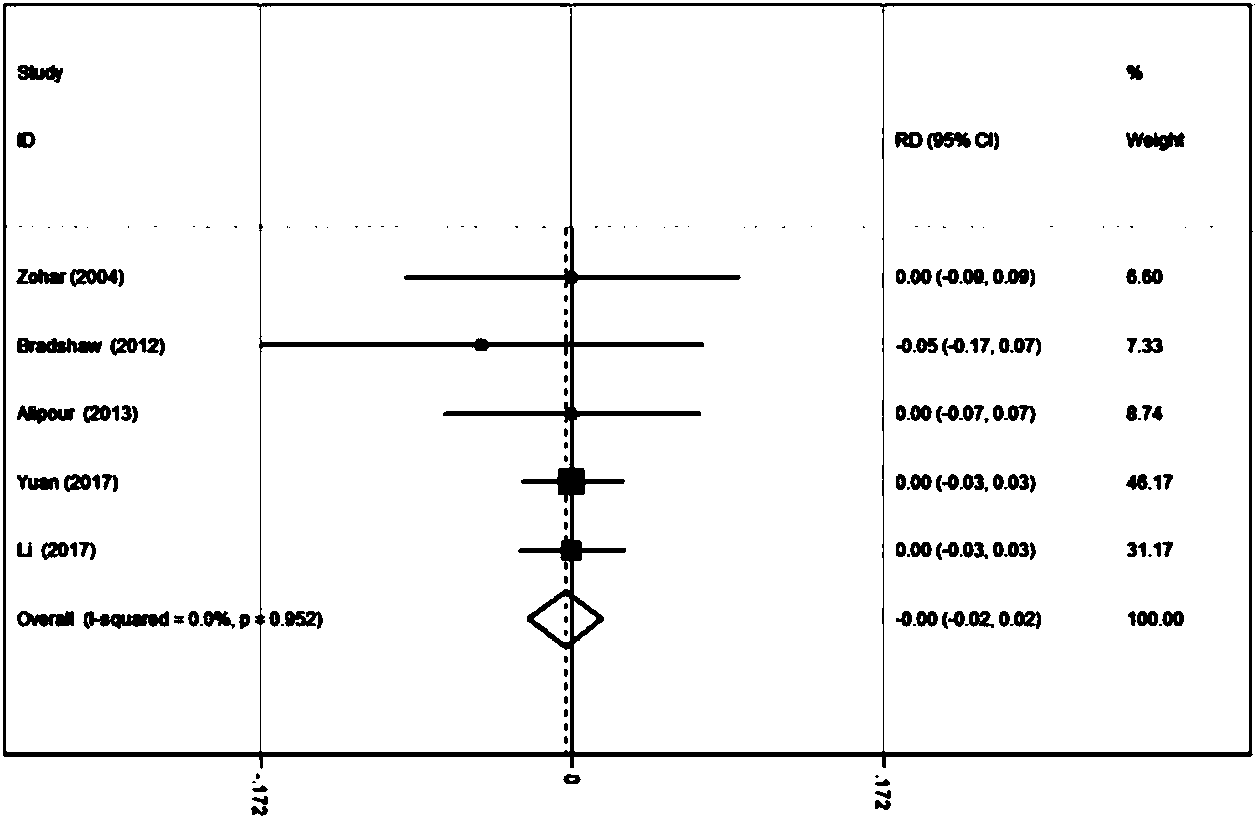 Study %
ID RD (95% CI) Weight
Zohar (2004) 0.00 (-0.09, 0.09) 6.60
Bradshaw (2012) -0.05 (-0.17, 0.07) 7.33
Alipour (2013) 0.00 (-0.07, 0.07) 8.74
Yuan (2017) 0.00 (-0.03, 0.03) 46.17
Li (2017) 0.00 (-0.03, 0.03) 31.17
Overall (I-squared = 0.0%, p = 0.952) -0.00 (-0.02, 0.02) 100.00
-.172 0 .172